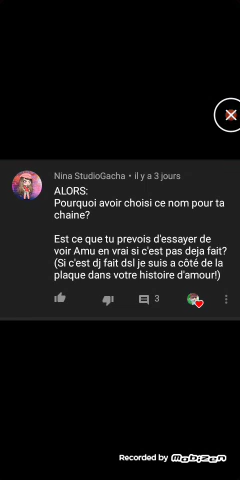 Nina StudioGacha • il y a 3 jours
ALORS:
Pourquoi avoir choisi ce nom pour ta
chaine?
Est ce que tu prevois d'essayer de
voir Amu en vrai si c'est pas deja fait?
(Si c'est dj fait dsl je suis a côté de la
plaque dans votre histoire d'amour!)
3
Recorded by mobizen